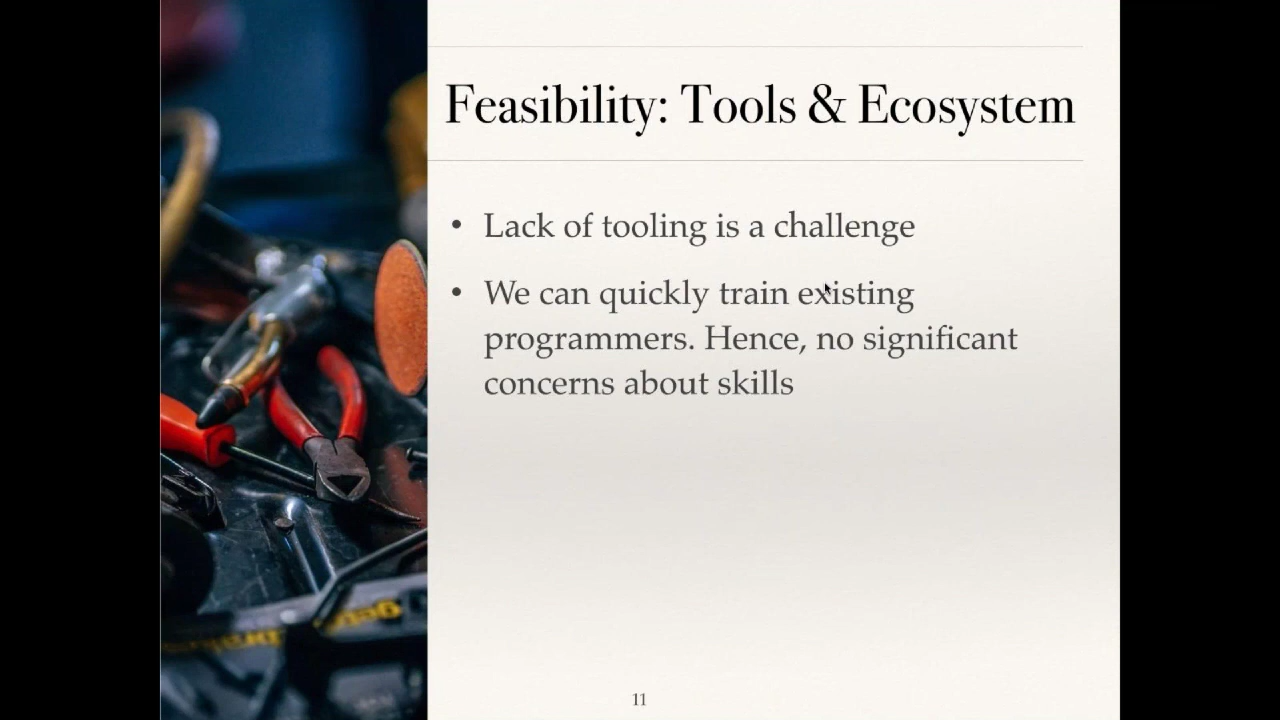 Feasibility: Tools & Ecosystem
• Lack of tooling is a challenge
• We can quickly train existing
programmers. Hence, no significant
concerns about skills
11